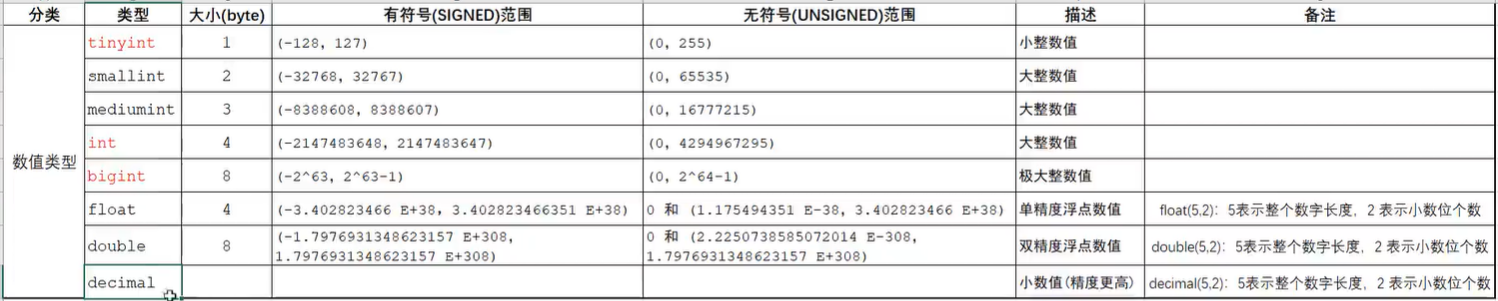 分类 类型 大小(byte) 有符号(SIGNED)范围 无符号(UNSIGNED)范围 描述 备注
数值类型
tinyint 1 (-128, 127) (0, 255) 小整数值
smallint 2 (-32768, 32767) (0, 65535) 大整数值
mediumint 3 (-8388608, 8388607) (0, 16777215) 大整数值
int 4 (-2147483648, 2147483647) (0, 4294967295) 大整数值
bigint 8 (-2^63, 2^63-1) (0, 2^64-1) 极大整数值
float 4 (-3.402823466 E+38, 3.402823466351 E+38) 0 和 (1.175494351 E-38, 3.402823466 E+38) 单精度浮点数值 float(5,2)：5表示整个数字长度，2 表示小数位个数
double 8 (-1.7976931348623157 E+308, 1.7976931348623157 E+308) 0 和 (2.2250738585072014 E-308, 1.7976931348623157 E+308) 双精度浮点数值 double(5,2)：5表示整个数字长度，2 表示小数位个数
decimal 小数值(精度更高) decimal(5,2)：5表示整个数字长度，2 表示小数位个数